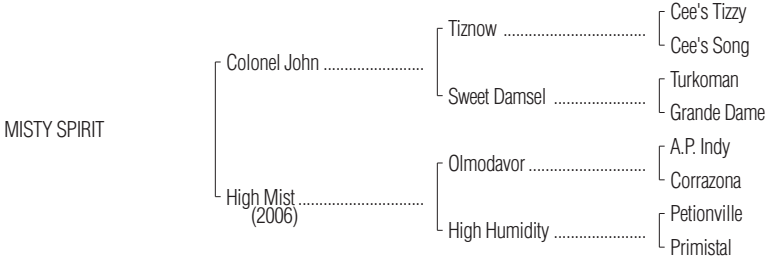 Cee's Tizzy
Tiznow ................................
Cee's Song
Colonel John .......................
Turkoman
Sweet Damsel .....................
Grande Dame
MISTY SPIRIT
A.P. Indy
Olmodavor ..........................
Corrazona
High Mist ............................
(2006)
Petionville
High Humidity .....................
Primistal